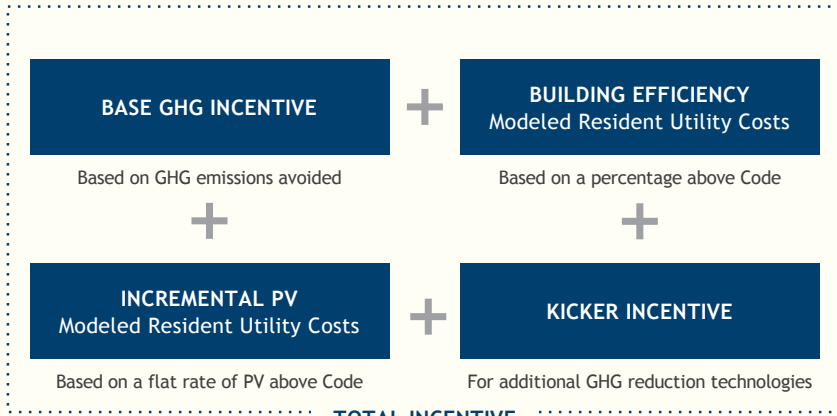 BASE GHG INCENTIVE
Based on GHG emissions avoided
+
BUILDING EFFICIENCY
Modeled Resident Utility Costs
Based on a percentage above Code
+
+
INCREMENTAL PV
Modeled Resident Utility Costs
Based on a flat rate of PV above Code
+
KICKER INCENTIVE
For additional GHG reduction technologies
TOTAL INCENTIVE